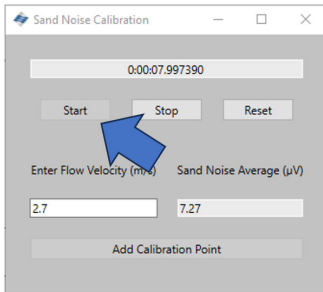 Sand Noise Calibration
0:00:07.997390
Start Stop Reset
Enter Flow Velocity (m/s) Sand Noise Average (µV)
2.7 7.27
Add Calibration Point